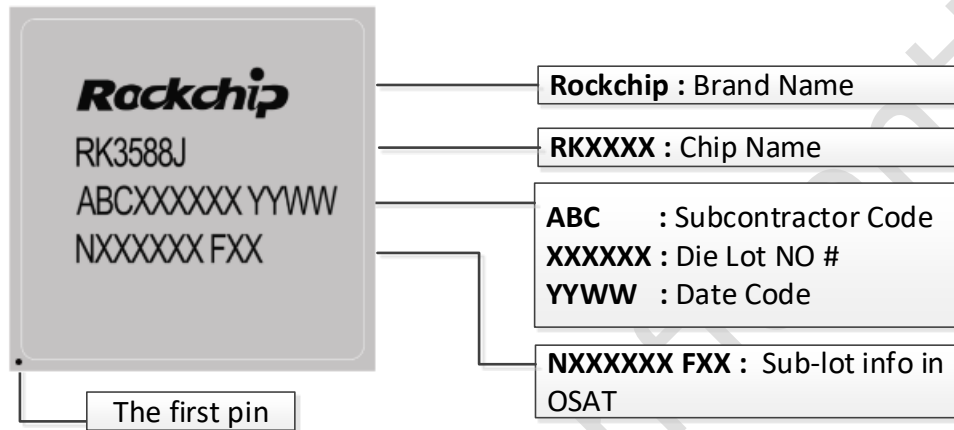 Rockchip
RK3588J
ABCXXXXXX YYWW
NXXXXXX FXX
The first pin
Rockchip : Brand Name
RKXXXX : Chip Name
ABC : Subcontractor Code
XXXXXX : Die Lot NO #
YYWW : Date Code
NXXXXXX FXX : Sub-lot info in
OSAT